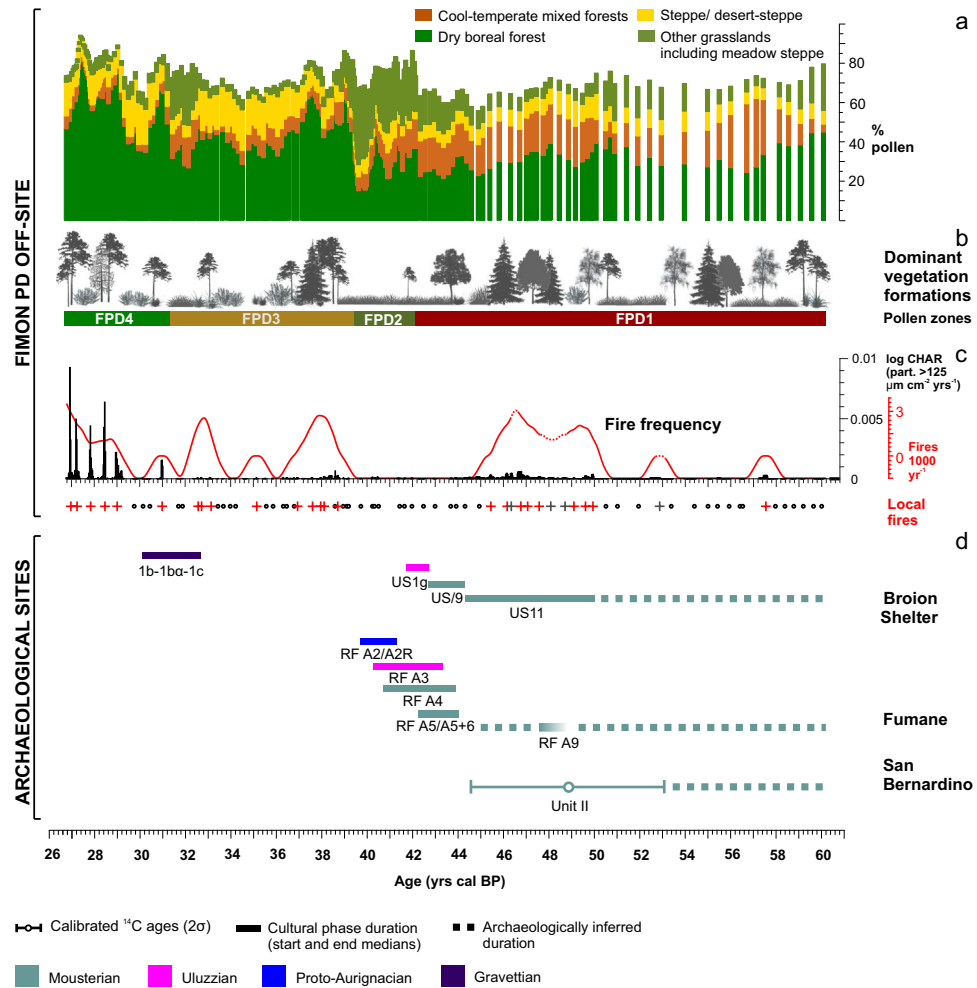 Cool-temperate mixed forests
Dry boreal forest
Steppe/ desert-steppe
Other grasslands
including meadow steppe
a
80
60
40
20
%
pollen
FIMON PD OFF-SITE
b
Dominant
vegetation
formations
Pollen zones
FPD4
FPD3
FPD2
FPD1
c
0.01
0.005
0
log CHAR
(part. >125
µm cm⁻² yrs⁻¹)
Fire frequency
3
0
Fires
1000
yr⁻¹
Local
fires
d
ARCHAEOLOGICAL SITES
1b-1bα-1c
US1g
US/9
US11
Broion
Shelter
RF A2/A2R
RF A3
RF A4
RF A5/A5+6
RF A9
Fumane
San
Bernardino
Unit II
26 28 30 32 34 36 38 40 42 44 46 48 50 52 54 56 58 60
Age (yrs cal BP)
Calibrated ¹⁴C ages (2σ)
Cultural phase duration
(start and end medians)
Archaeologically inferred
duration
Mousterian
Uluzzian
Proto-Aurignacian
Gravettian